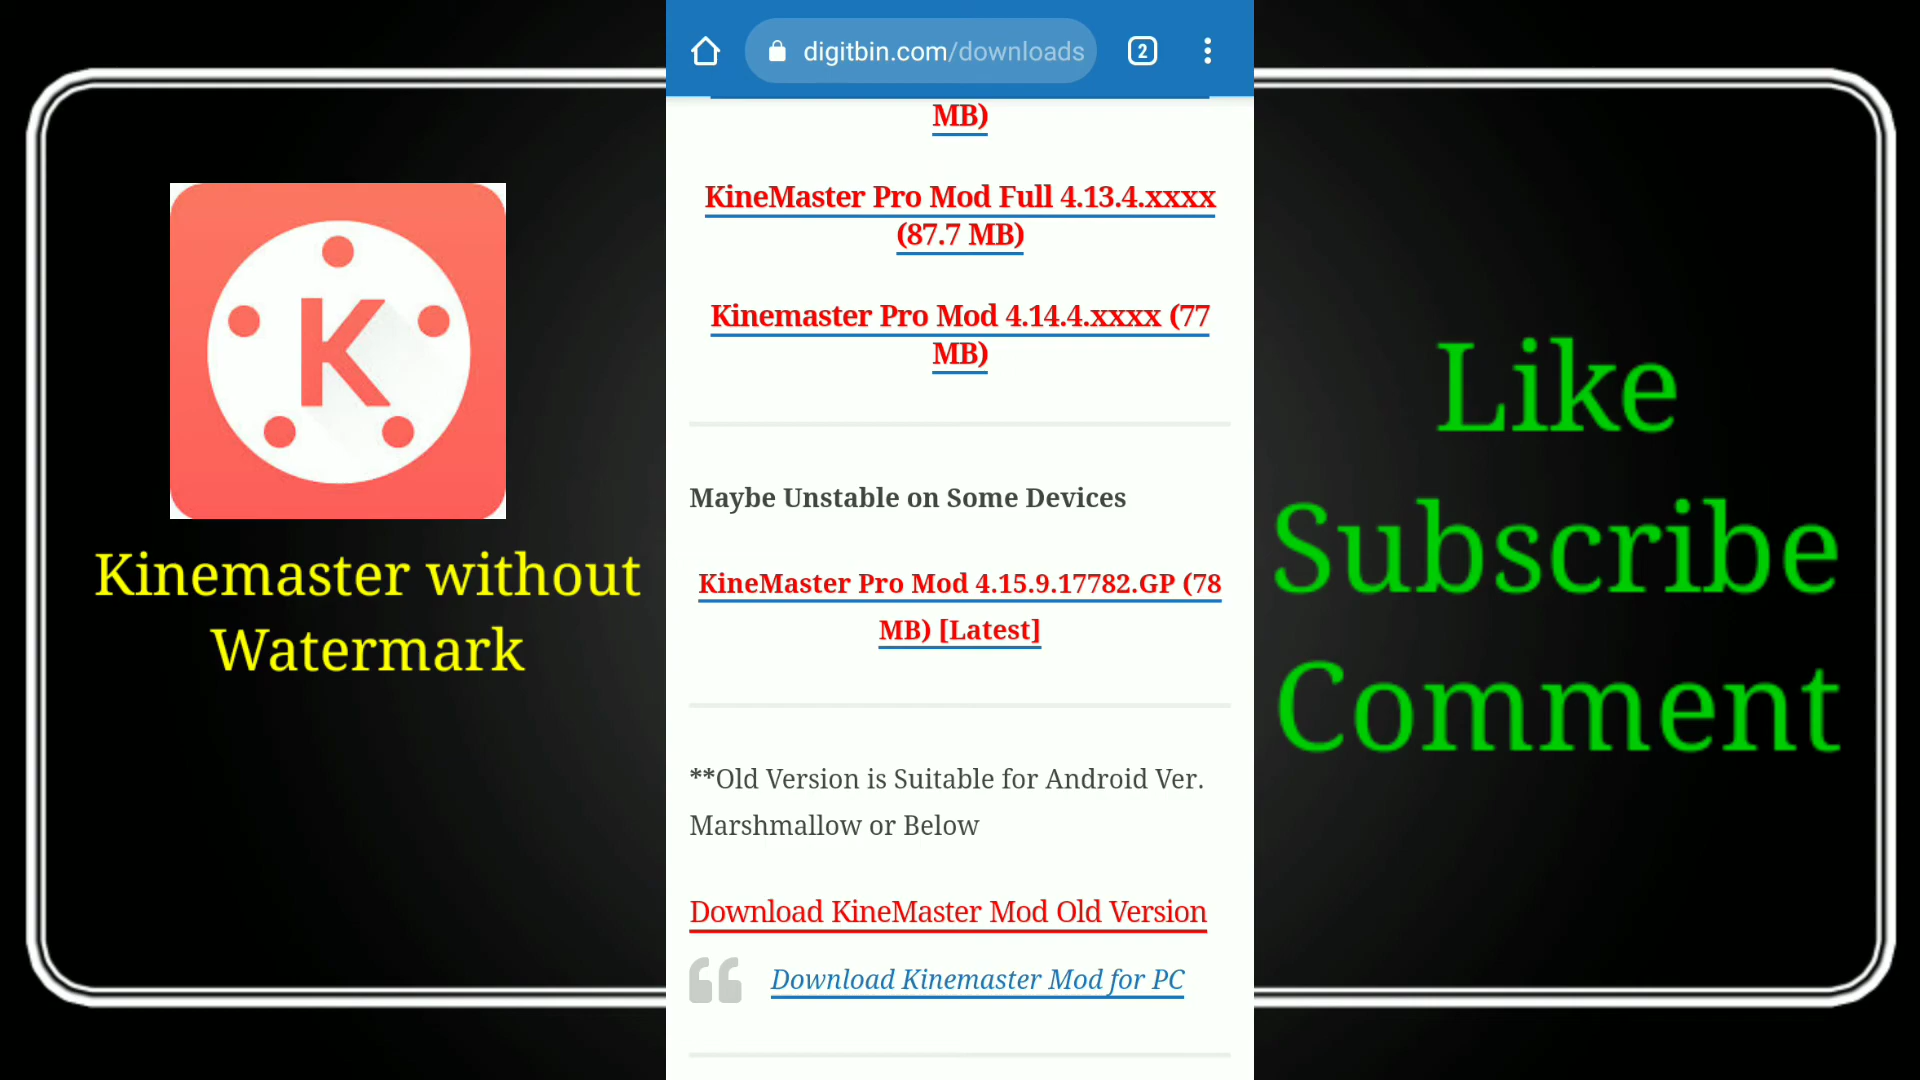 digitbin.com/downloads
2
MB)
KineMaster Pro Mod Full 4.13.4.xxxx
(87.7 MB)
Kinemaster Pro Mod 4.14.4.xxxx (77
MB)
Maybe Unstable on Some Devices
KineMaster Pro Mod 4.15.9.17782.GP (78
MB) [Latest]
**Old Version is Suitable for Android Ver.
Marshmallow or Below
Download KineMaster Mod Old Version
Download Kinemaster Mod for PC
K
Kinemaster without
Watermark
Like
Subscribe
Comment